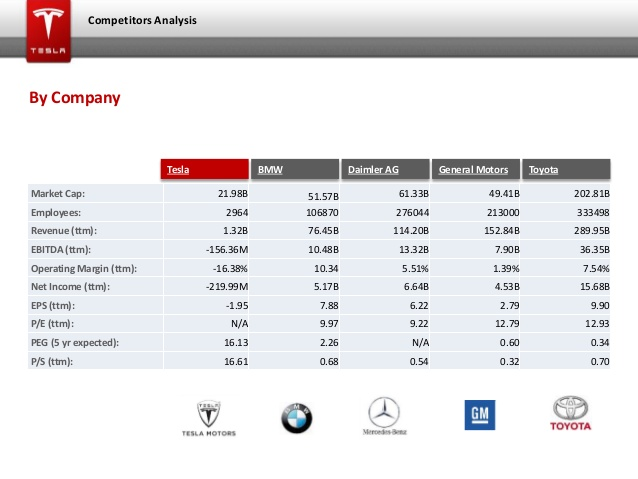 TESLA
Competitors Analysis
By Company
Tesla BMW Daimler AG General Motors Toyota
Market Cap: 21.98B 51.57B 61.33B 49.41B 202.81B
Employees: 2964 106870 276044 213000 333498
Revenue (ttm): 1.32B 76.45B 114.20B 152.84B 289.95B
EBITDA (ttm): -156.36M 10.48B 13.32B 7.90B 36.35B
Operating Margin (ttm): -16.38% 10.34 5.51% 1.39% 7.54%
Net Income (ttm): -219.99M 5.17B 6.64B 4.53B 15.68B
EPS (ttm): -1.95 7.88 6.22 2.79 9.90
P/E (ttm): N/A 9.97 9.22 12.79 12.93
PEG (5 yr expected): 16.13 2.26 N/A 0.60 0.34
P/S (ttm): 16.61 0.68 0.54 0.32 0.70
TESLA
TESLA MOTORS
BMW
Mercedes-Benz
GM
TOYOTA